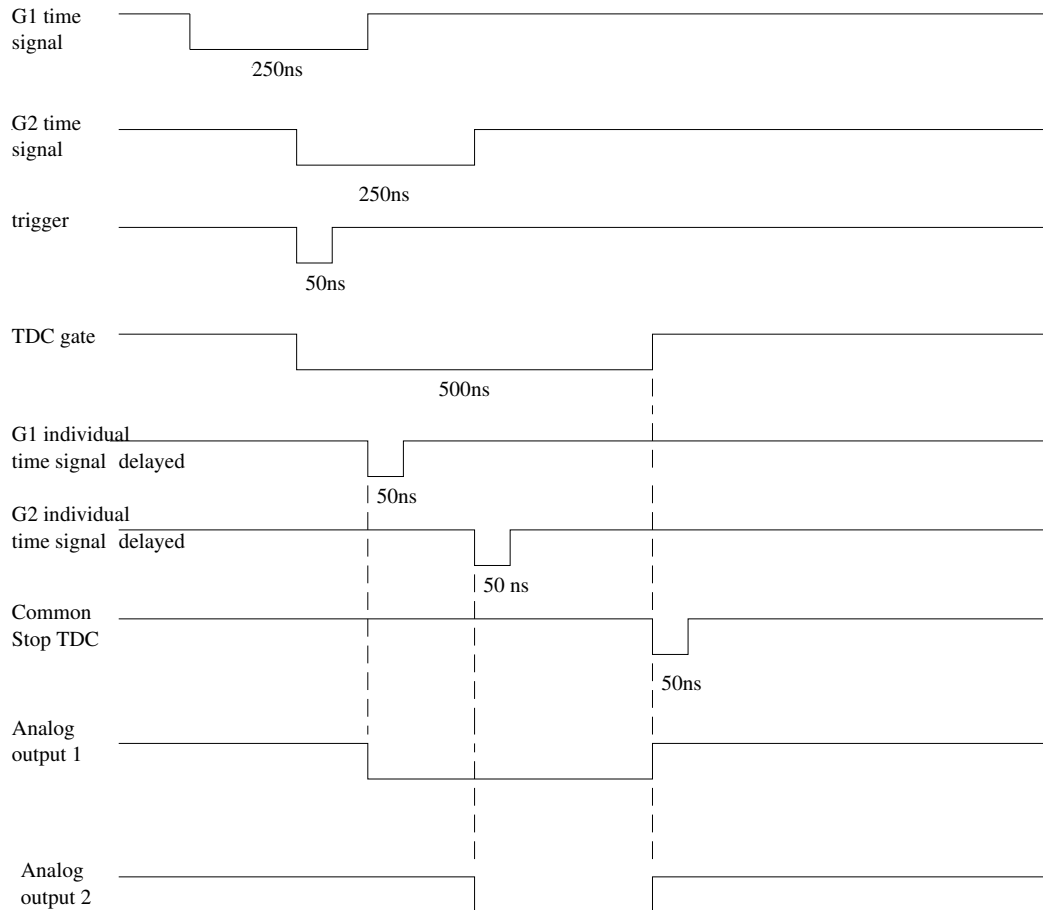 G1 time
signal
250ns
G2 time
signal
250ns
trigger
50ns
TDC gate
500ns
G1 individual
time signal delayed
50ns
G2 individual
time signal delayed
50 ns
Common
Stop TDC
50ns
Analog
output 1
Analog
output 2